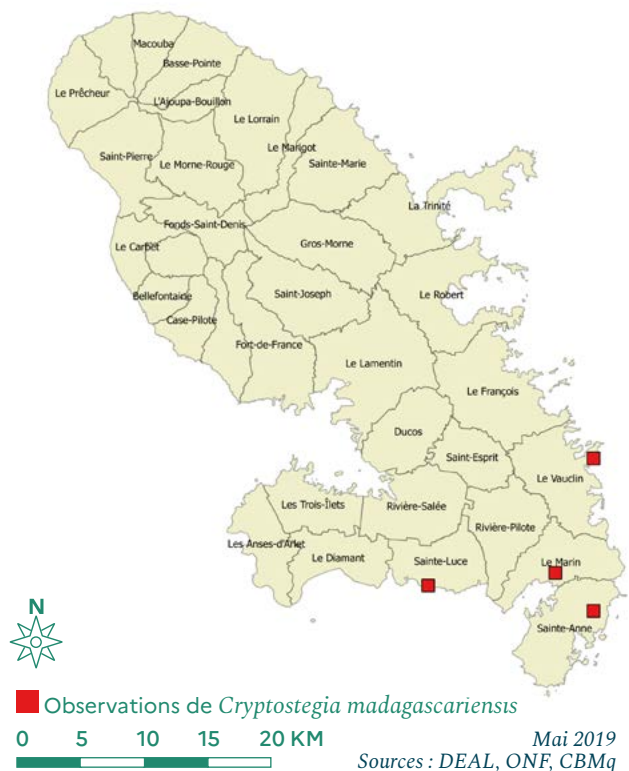 Macouba
Basse-Pointe
Le Prêcheur
L'Ajoupa-Bouillon
Le Lorrain
Le Marigot
Saint-Pierre
Le Morne-Rouge
Sainte-Marie
La Trinité
Fonds-Saint-Denis
Le Carbet
Gros-Morne
Bellefontaine
Saint-Joseph
Le Robert
Case-Pilote
Fort-de-France
Le Lamentin
Le François
Ducos
Saint-Esprit
Le Vauclin
Les Trois-Îlets
Rivière-Salée
Rivière-Pilote
Les Anses-d'Arlet
Le Diamant
Sainte-Luce
Le Marin
Sainte-Anne
N
Observations de Cryptostegia madagascariensis
0 5 10 15 20 KM
Mai 2019
Sources : DEAL, ONF, CBMq